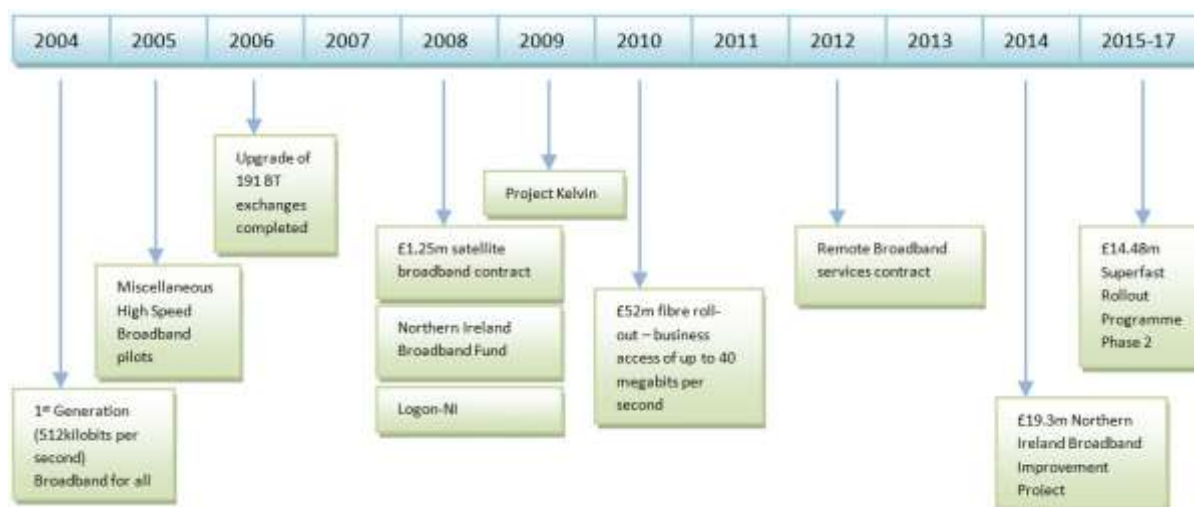 2004 2005 2006 2007 2008 2009 2010 2011 2012 2013 2014 2015-17
1st Generation
(512kilobits per
second)
Broadband for all
Miscellaneous
High Speed
Broadband
pilots
Upgrade of
191 BT
exchanges
completed
£1.25m satellite
broadband contract
Northern Ireland
Broadband Fund
Logon-NI
Project Kelvin
£52m fibre roll-
out – business
access of up to 40
megabits per
second
Remote Broadband
services contract
£19.3m Northern
Ireland Broadband
Improvement
Project
£14.48m
Superfast
Rollout
Programme
Phase 2